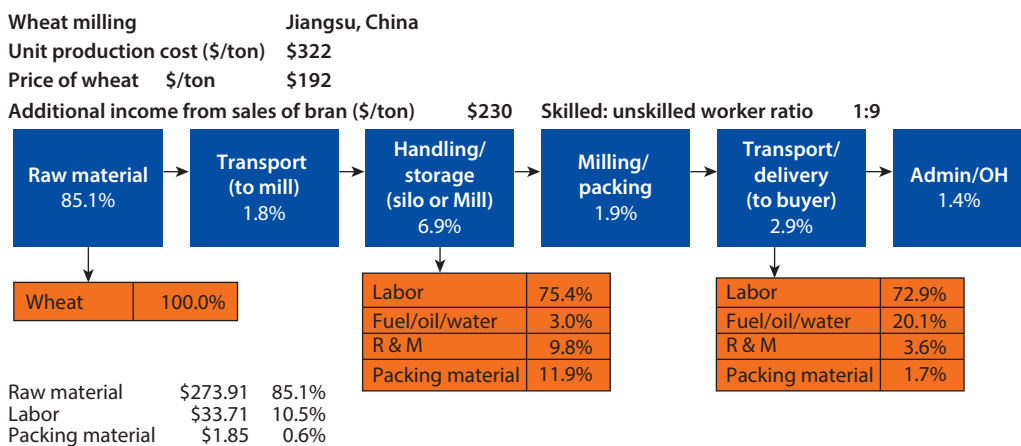 Wheat milling Jiangsu, China
Unit production cost ($/ton) $322
Price of wheat $/ton $192
Additional income from sales of bran ($/ton) $230 Skilled: unskilled worker ratio 1:9
Raw material
85.1%
Transport
(to mill)
1.8%
Handling/
storage
(silo or Mill)
6.9%
Milling/
packing
1.9%
Transport/
delivery
(to buyer)
2.9%
Admin/OH
1.4%
Wheat 100.0%
Labor 75.4%
Fuel/oil/water 3.0%
R & M 9.8%
Packing material 11.9%
Labor 72.9%
Fuel/oil/water 20.1%
R & M 3.6%
Packing material 1.7%
Raw material $273.91 85.1%
Labor $33.71 10.5%
Packing material $1.85 0.6%